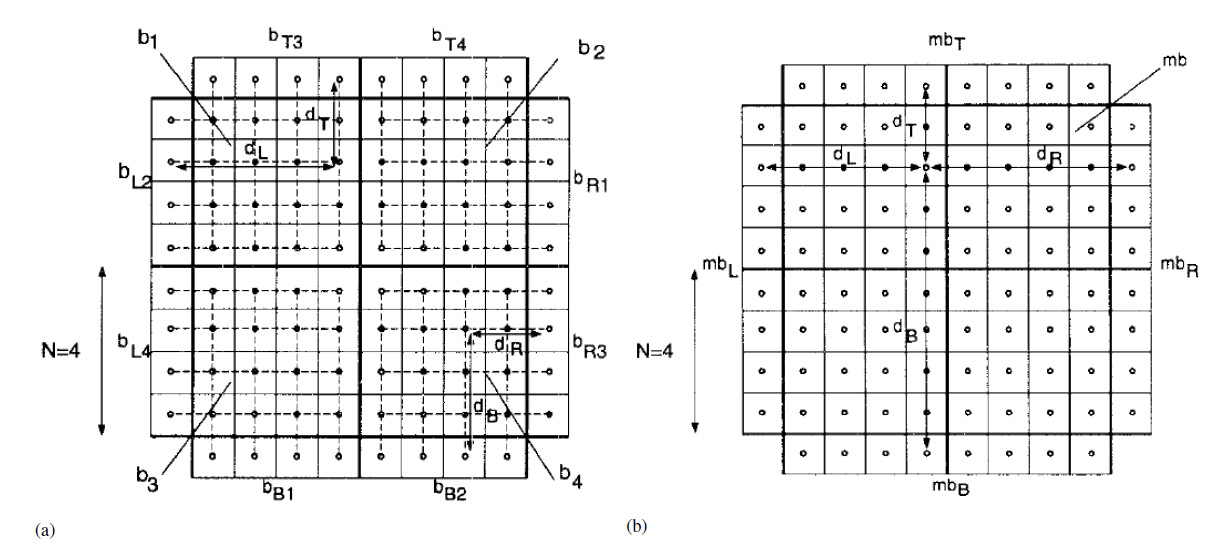 b1 bT3 bT4 b2
dT
dL
bL2 bR1
bL4 N=4 dR bR3
dB
b3 bB1 bB2 b4
(a)
mbT
mb
dT
dL dR
mbL mbR
N=4 dB
mbB
(b)